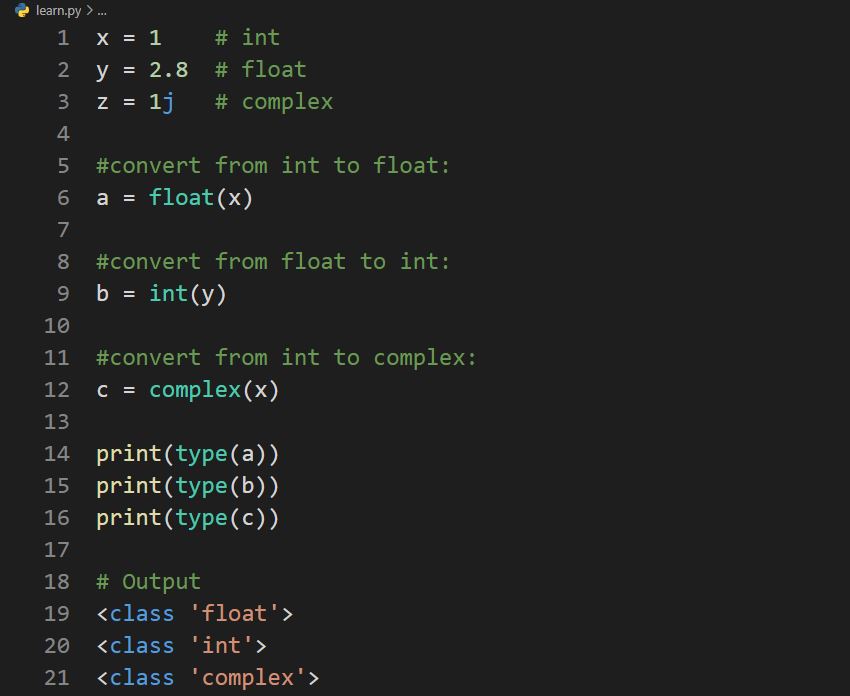 learn.py > ...
1 x = 1    # int
2 y = 2.8  # float
3 z = 1j   # complex
4
5 #convert from int to float:
6 a = float(x)
7
8 #convert from float to int:
9 b = int(y)
10
11 #convert from int to complex:
12 c = complex(x)
13
14 print(type(a))
15 print(type(b))
16 print(type(c))
17
18 # Output
19 <class 'float'>
20 <class 'int'>
21 <class 'complex'>